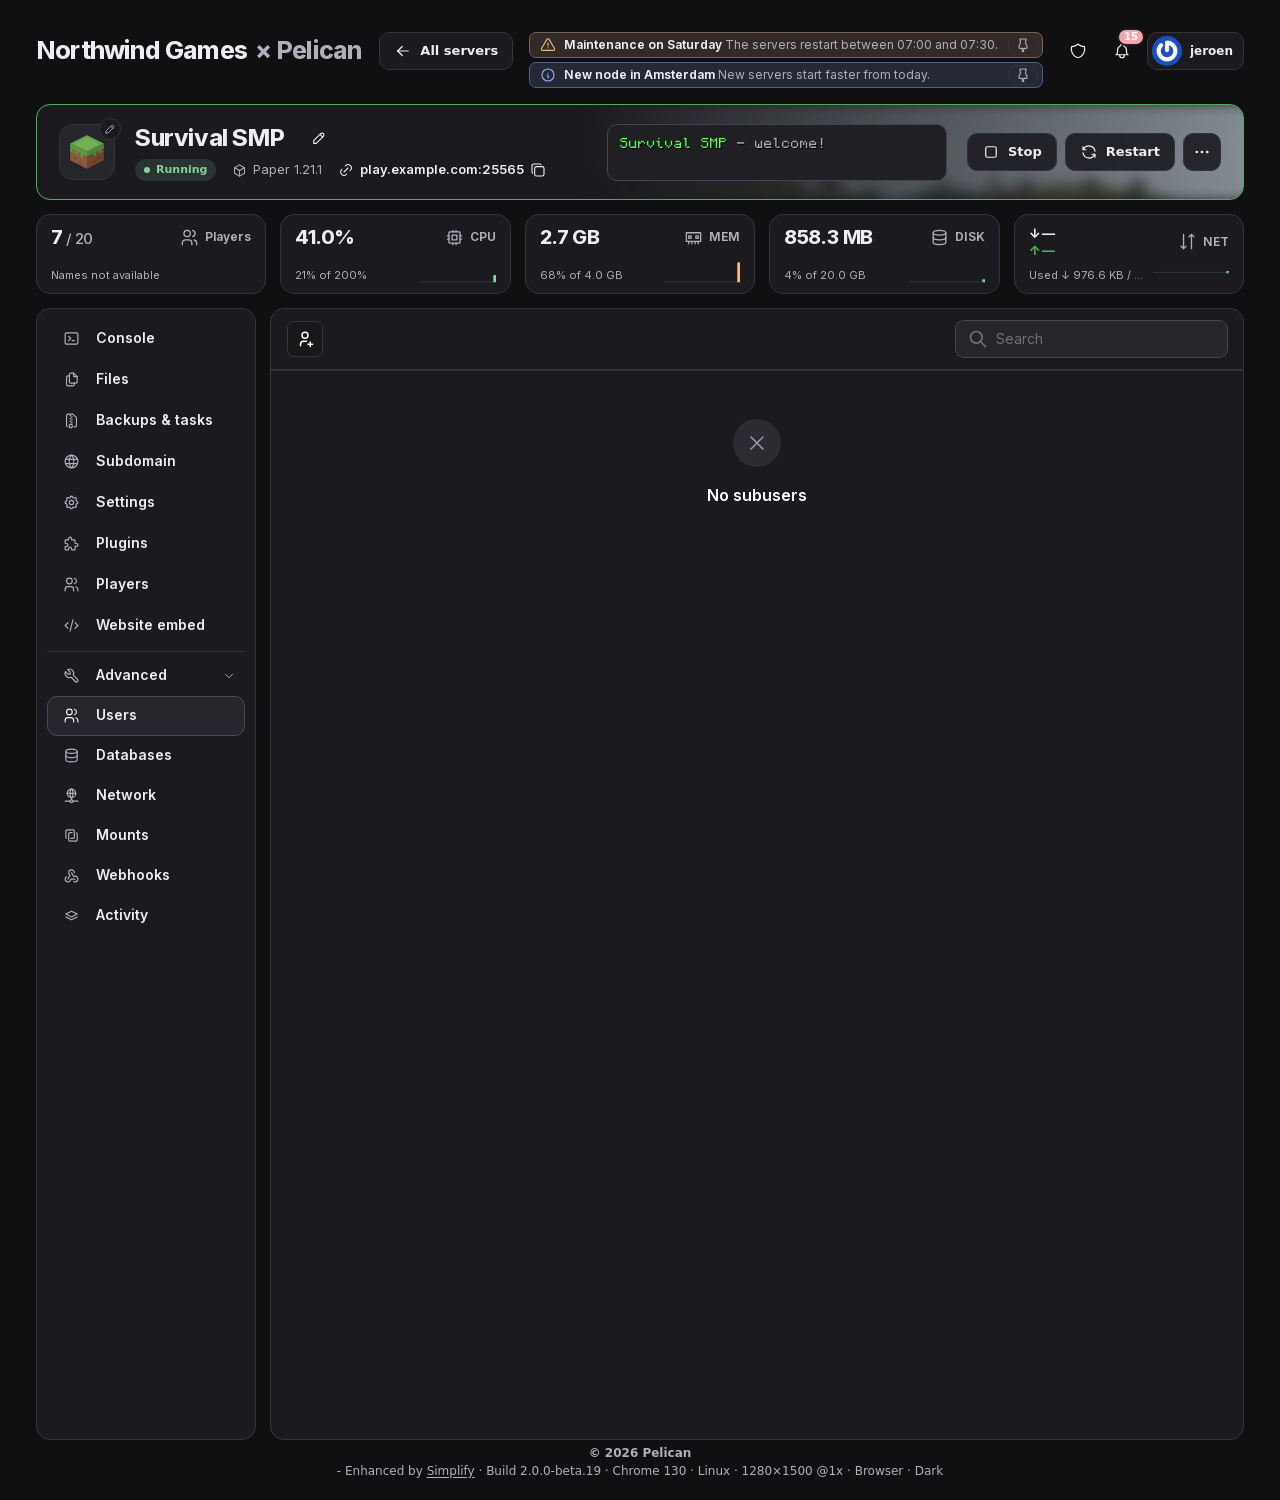 Northwind Games × Pelican
All servers
Maintenance on Saturday The servers restart between 07:00 and 07:30.
New node in Amsterdam New servers start faster from today.
15
jeroen
Survival SMP
Running
Paper 1.21.1
play.example.com:25565
Survival SMP - welcome!
Stop
Restart
7 / 20
Players
Names not available
41.0%
CPU
21% of 200%
2.7 GB
MEM
68% of 4.0 GB
858.3 MB
DISK
4% of 20.0 GB
↓—
↑—
NET
Used ↓ 976.6 KB / ...
Console
Files
Backups & tasks
Subdomain
Settings
Plugins
Players
Website embed
Advanced
Users
Databases
Network
Mounts
Webhooks
Activity
Search
No subusers
© 2026 Pelican
- Enhanced by Simplify · Build 2.0.0-beta.19 · Chrome 130 · Linux · 1280×1500 @1x · Browser · Dark